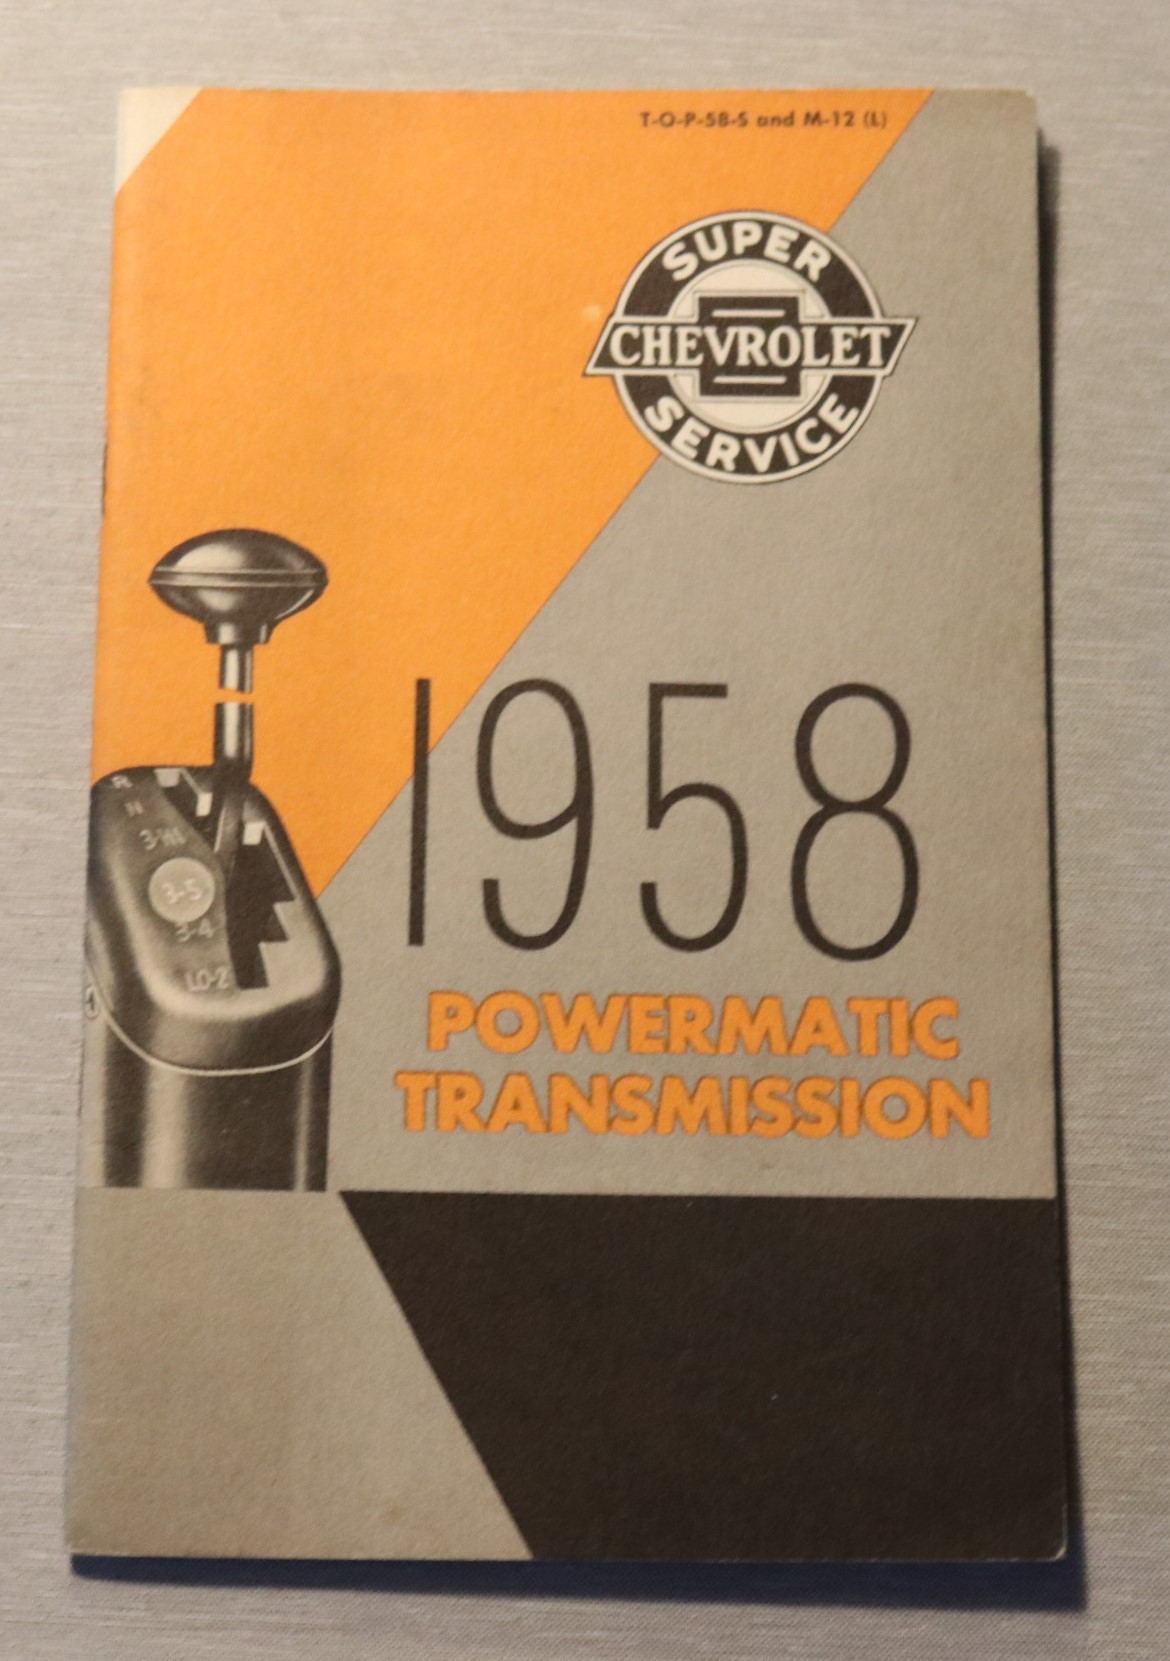 T-O-P-58-S and M-12 (L)
SUPER
CHEVROLET
SERVICE
R
N
3-5
3-4
LO-2
1958
POWERMATIC
TRANSMISSION